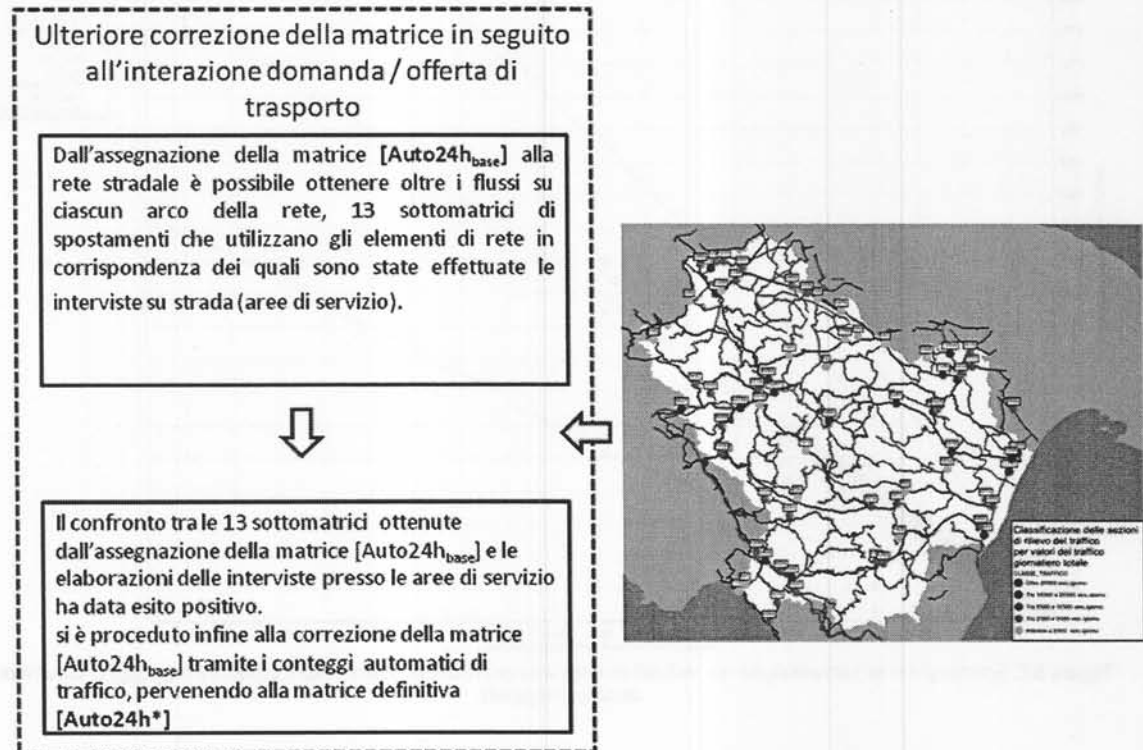 Ulteriore correzione della matrice in seguito
all'interazione domanda / offerta di
trasporto
Dall'assegnazione della matrice [Auto24h_base] alla
rete stradale è possibile ottenere oltre i flussi su
ciascun arco della rete, 13 sottomatrici di
spostamenti che utilizzano gli elementi di rete in
corrispondenza dei quali sono state effettuate le
interviste su strada (aree di servizio).
Il confronto tra le 13 sottomatrici ottenute
dall'assegnazione della matrice [Auto24h_base] e le
elaborazioni delle interviste presso le aree di servizio
ha data esito positivo.
si è proceduto infine alla correzione della matrice
[Auto24h_base] tramite i conteggi automatici di
traffico, pervenendo alla matrice definitiva
[Auto24h*]
Classificazione delle sezioni
di rilievo del traffico
per valori del traffico
giornaliero totale
CLASSE_TRAFFICO